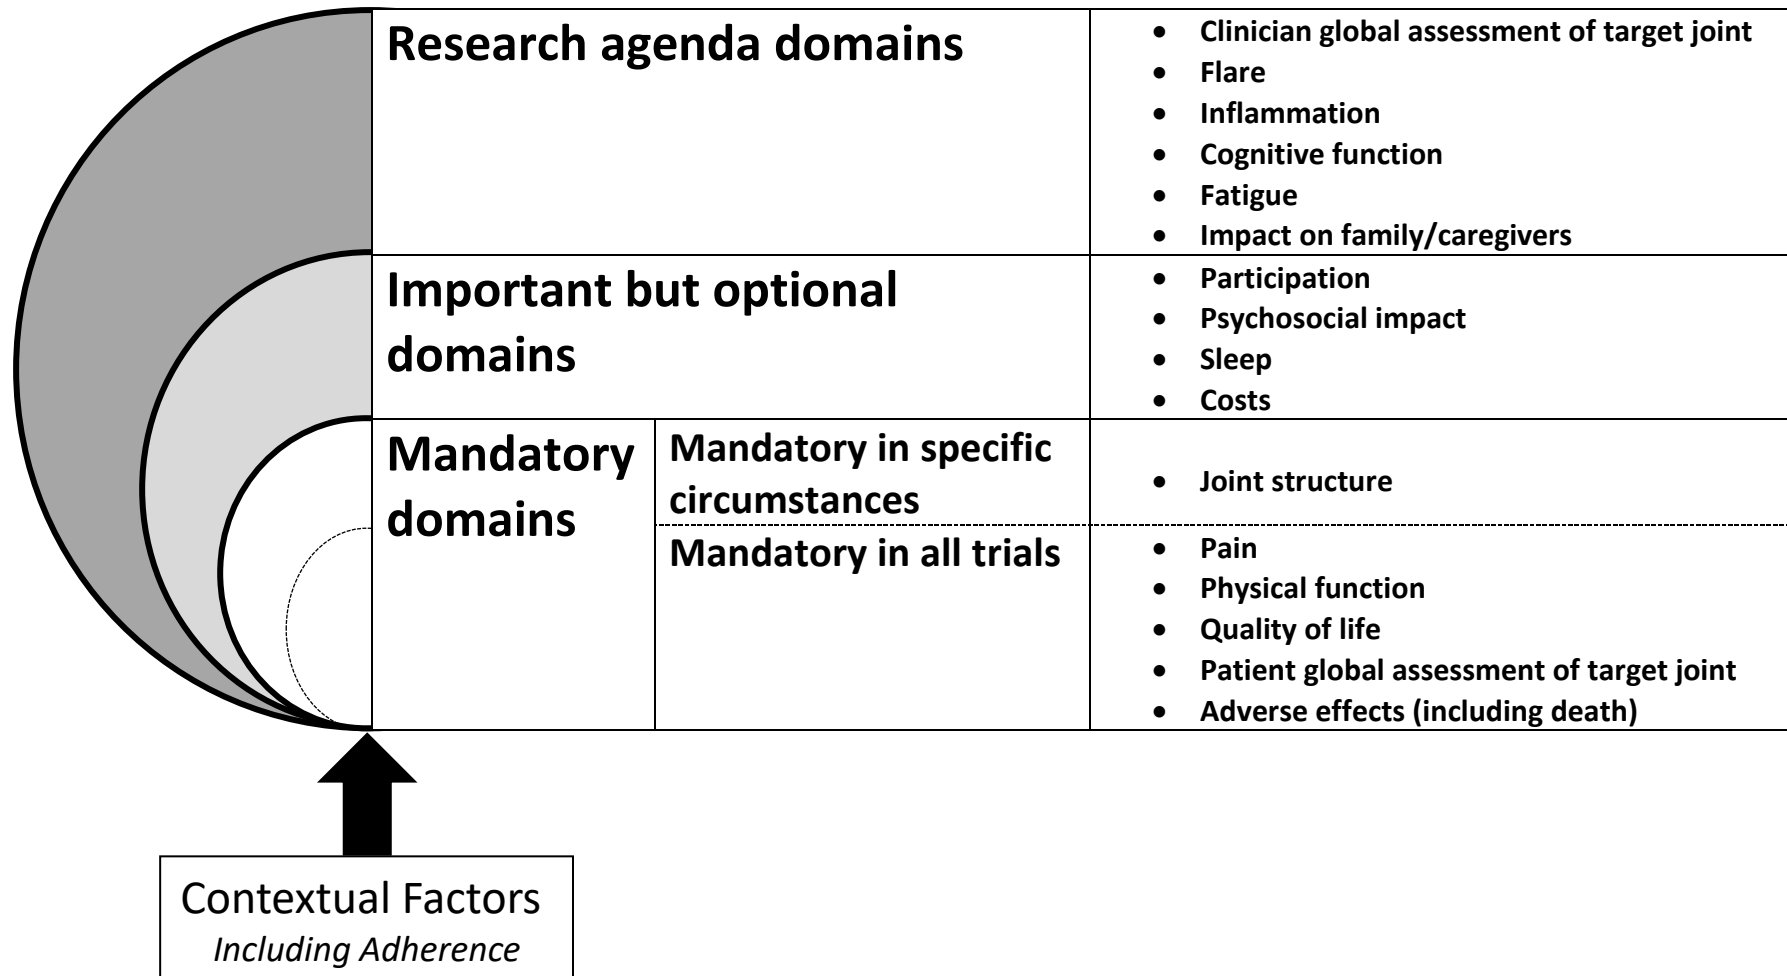 Research agenda domains
• Clinician global assessment of target joint
• Flare
• Inflammation
• Cognitive function
• Fatigue
• Impact on family/caregivers
Important but optional
domains
• Participation
• Psychosocial impact
• Sleep
• Costs
Mandatory
domains
Mandatory in specific
circumstances
• Joint structure
Mandatory in all trials
• Pain
• Physical function
• Quality of life
• Patient global assessment of target joint
• Adverse effects (including death)
Contextual Factors
Including Adherence